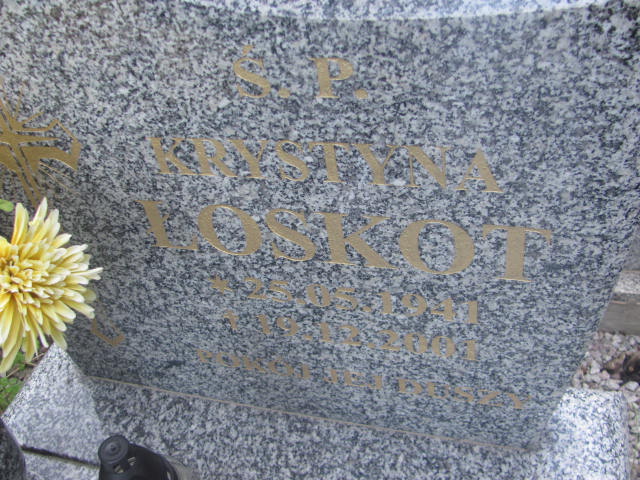 Ś. P.
KRYSTYNA
LOSKOT
* 25.05.1941
† 19.12.2001
POKÓJ JEJ DUSZY